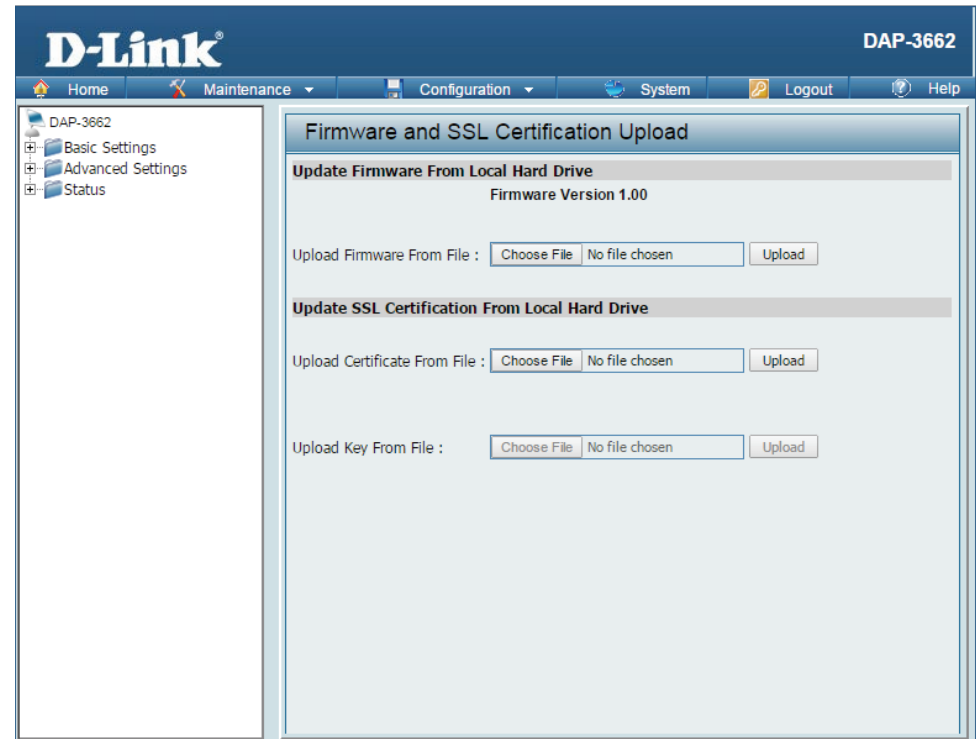 D-Link®
DAP-3662
Home Maintenance Configuration System Logout Help
DAP-3662
Basic Settings
Advanced Settings
Status
Firmware and SSL Certification Upload
Update Firmware From Local Hard Drive
Firmware Version 1.00
Upload Firmware From File : Choose File No file chosen Upload
Update SSL Certification From Local Hard Drive
Upload Certificate From File : Choose File No file chosen Upload
Upload Key From File : Choose File No file chosen Upload